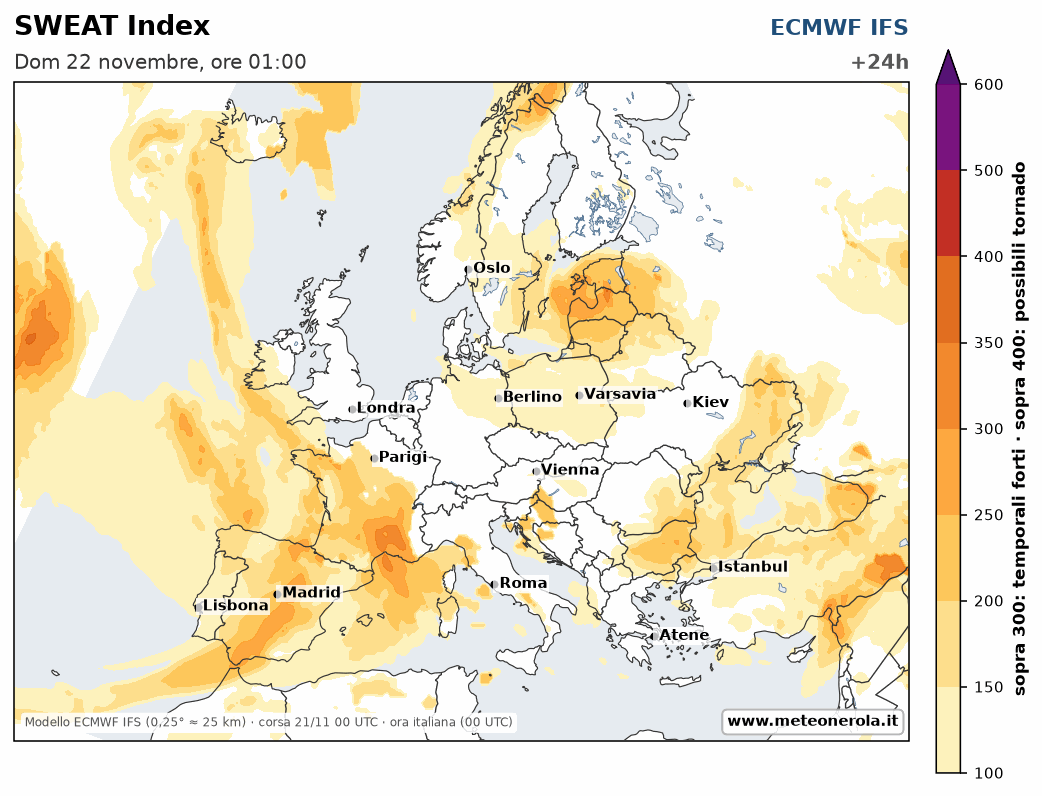 SWEAT Index
ECMWF IFS
Dom 22 novembre, ore 01:00
+24h
600
500
400
350
300
250
200
150
100
sopra 300: temporali forti · sopra 400: possibili tornado
Oslo
Berlino
Varsavia
Kiev
Londra
Parigi
Vienna
Istanbul
Roma
Madrid
Lisbona
Atene
Modello ECMWF IFS (0,25° ≈ 25 km) · corsa 21/11 00 UTC · ora italiana (00 UTC)
www.meteonerola.it